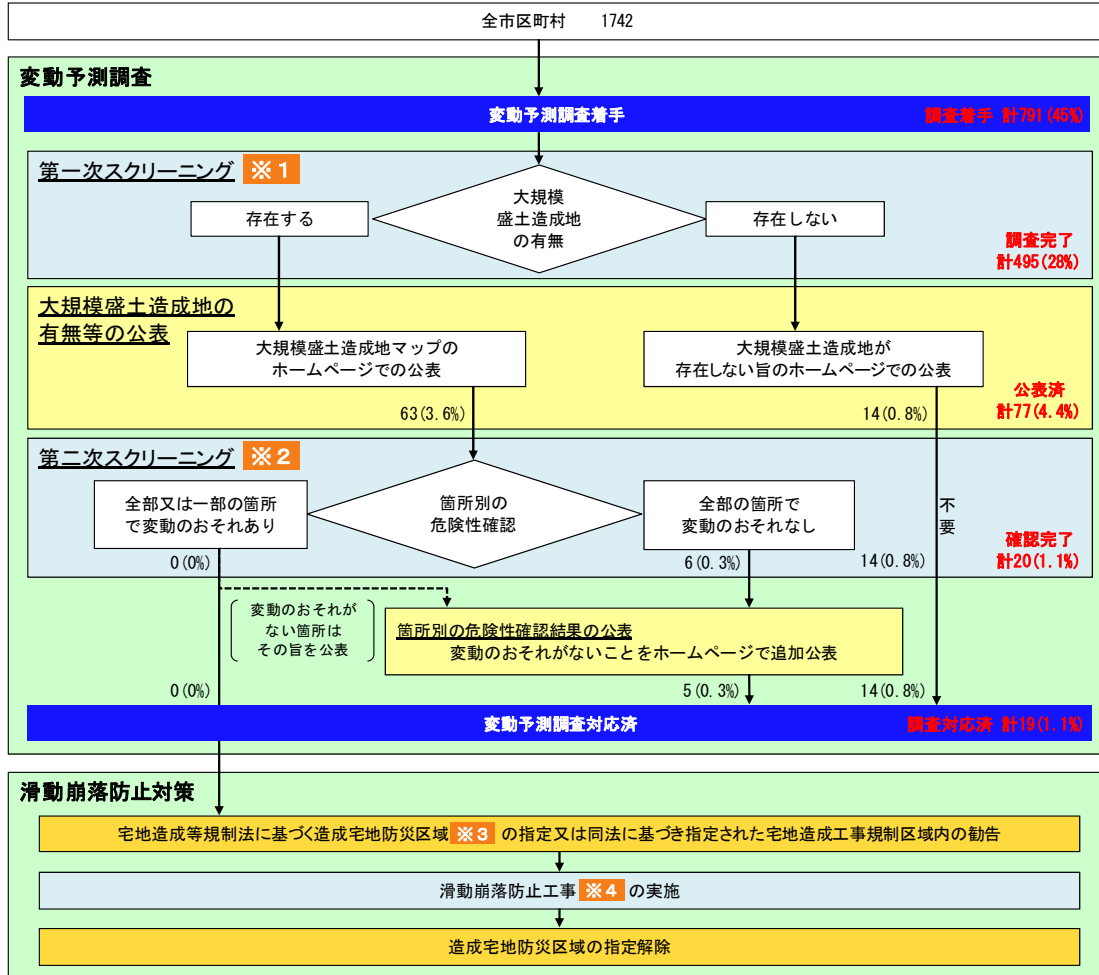 全市区町村 1742
変動予測調査
変動予測調査着手
調査着手 計791(45%)
第一次スクリーニング ※1
大規模
盛土造成地
の有無
存在する
存在しない
調査完了
計495(28%)
大規模盛土造成地の
有無等の公表
大規模盛土造成地マップの
ホームページでの公表
大規模盛土造成地が
存在しない旨のホームページでの公表
63(3.6%)
14(0.8%)
公表済
計77(4.4%)
第二次スクリーニング ※2
全部又は一部の箇所
で変動のおそれあり
箇所別の
危険性確認
全部の箇所で
変動のおそれなし
不要
0(0%)
6(0.3%)
14(0.8%)
確認完了
計20(1.1%)
変動のおそれが
ない箇所は
その旨を公表
箇所別の危険性確認結果の公表
変動のおそれがないことをホームページで追加公表
0(0%)
5(0.3%)
14(0.8%)
変動予測調査対応済
調査対応済 計19(1.1%)
滑動崩落防止対策
宅地造成等規制法に基づく造成宅地防災区域 ※3 の指定又は同法に基づき指定された宅地造成工事規制区域内の勧告
滑動崩落防止工事 ※4 の実施
造成宅地防災区域の指定解除